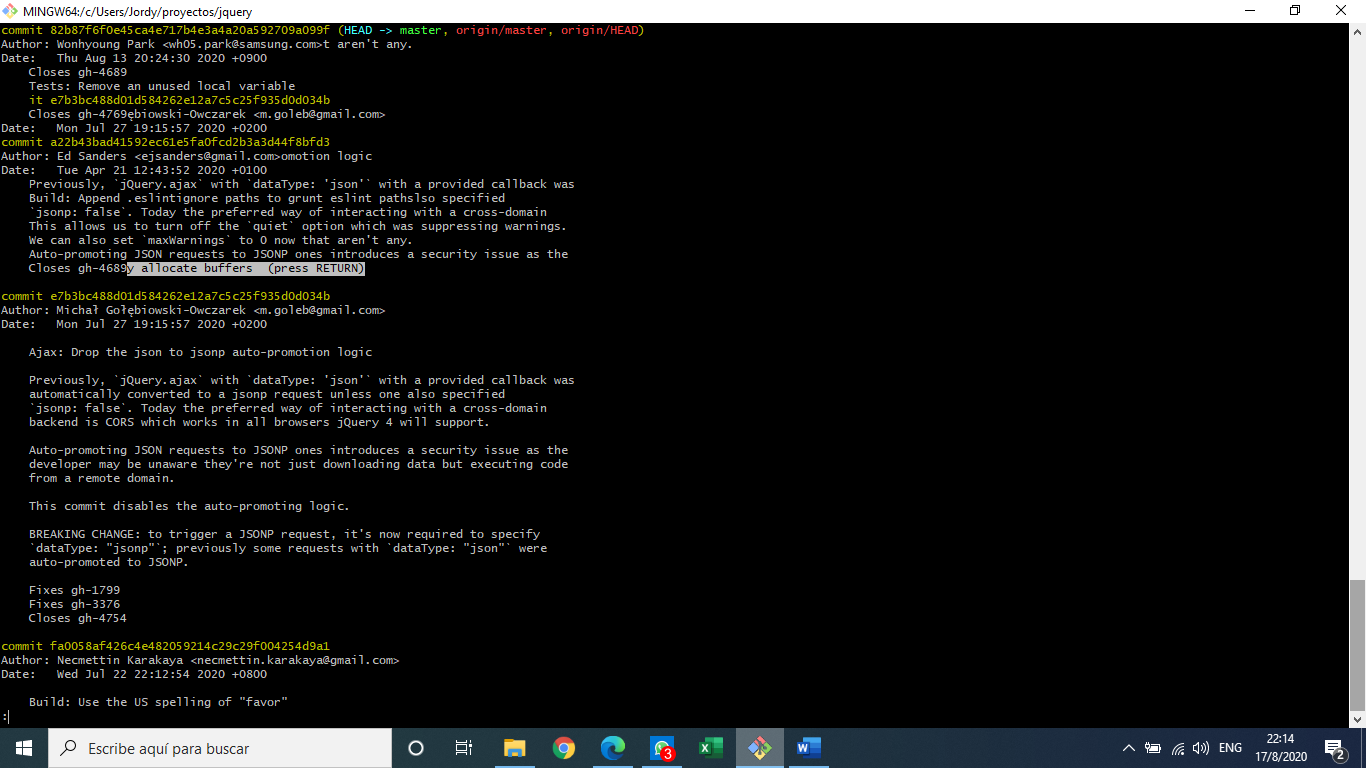 MINGW64:/c/Users/Jordy/proyectos/jquery
commit 82b87f6f0e45ca4e717b4e3a4a20a592709a099f (HEAD -> master, origin/master, origin/HEAD)
Author: Wonhyoung Park <wh05.park@samsung.com>t aren't any.
Date:   Thu Aug 13 20:24:30 2020 +0900
    Closes gh-4689
    Tests: Remove an unused local variable
    it e7b3bc488d01d584262e12a7c5c25f935d0d034b
    Closes gh-4769ębiowski-Owczarek <m.goleb@gmail.com>
Date:   Mon Jul 27 19:15:57 2020 +0200
commit a22b43bad41592ec61e5fa0fcd2b3a3d44f8bfd3
Author: Ed Sanders <ejsanders@gmail.com>omotion logic
Date:   Tue Apr 21 12:43:52 2020 +0100
    Previously, `jQuery.ajax` with `dataType: 'json'` with a provided callback was
    Build: Append .eslintignore paths to grunt eslint pathslso specified
    `jsonp: false`. Today the preferred way of interacting with a cross-domain
    This allows us to turn off the `quiet` option which was suppressing warnings.
    We can also set `maxWarnings` to 0 now that aren't any.
    Auto-promoting JSON requests to JSONP ones introduces a security issue as the
    Closes gh-4689y allocate buffers  (press RETURN)
commit e7b3bc488d01d584262e12a7c5c25f935d0d034b
Author: Michał Gołębiowski-Owczarek <m.goleb@gmail.com>
Date:   Mon Jul 27 19:15:57 2020 +0200
    Ajax: Drop the json to jsonp auto-promotion logic
    Previously, `jQuery.ajax` with `dataType: 'json'` with a provided callback was
    automatically converted to a jsonp request unless one also specified
    `jsonp: false`. Today the preferred way of interacting with a cross-domain
    backend is CORS which works in all browsers jQuery 4 will support.
    Auto-promoting JSON requests to JSONP ones introduces a security issue as the
    developer may be unaware they're not just downloading data but executing code
    from a remote domain.
    This commit disables the auto-promoting logic.
    BREAKING CHANGE: to trigger a JSONP request, it's now required to specify
    `dataType: "jsonp"`; previously some requests with `dataType: "json"` were
    auto-promoted to JSONP.
    Fixes gh-1799
    Fixes gh-3376
    Closes gh-4754
commit fa0058af426c4e482059214c29c29f004254d9a1
Author: Necmettin Karakaya <necmettin.karakaya@gmail.com>
Date:   Wed Jul 22 22:12:54 2020 +0800
    Build: Use the US spelling of "favor"
:
Escribe aquí para buscar
3
ENG
22:14
17/8/2020
2